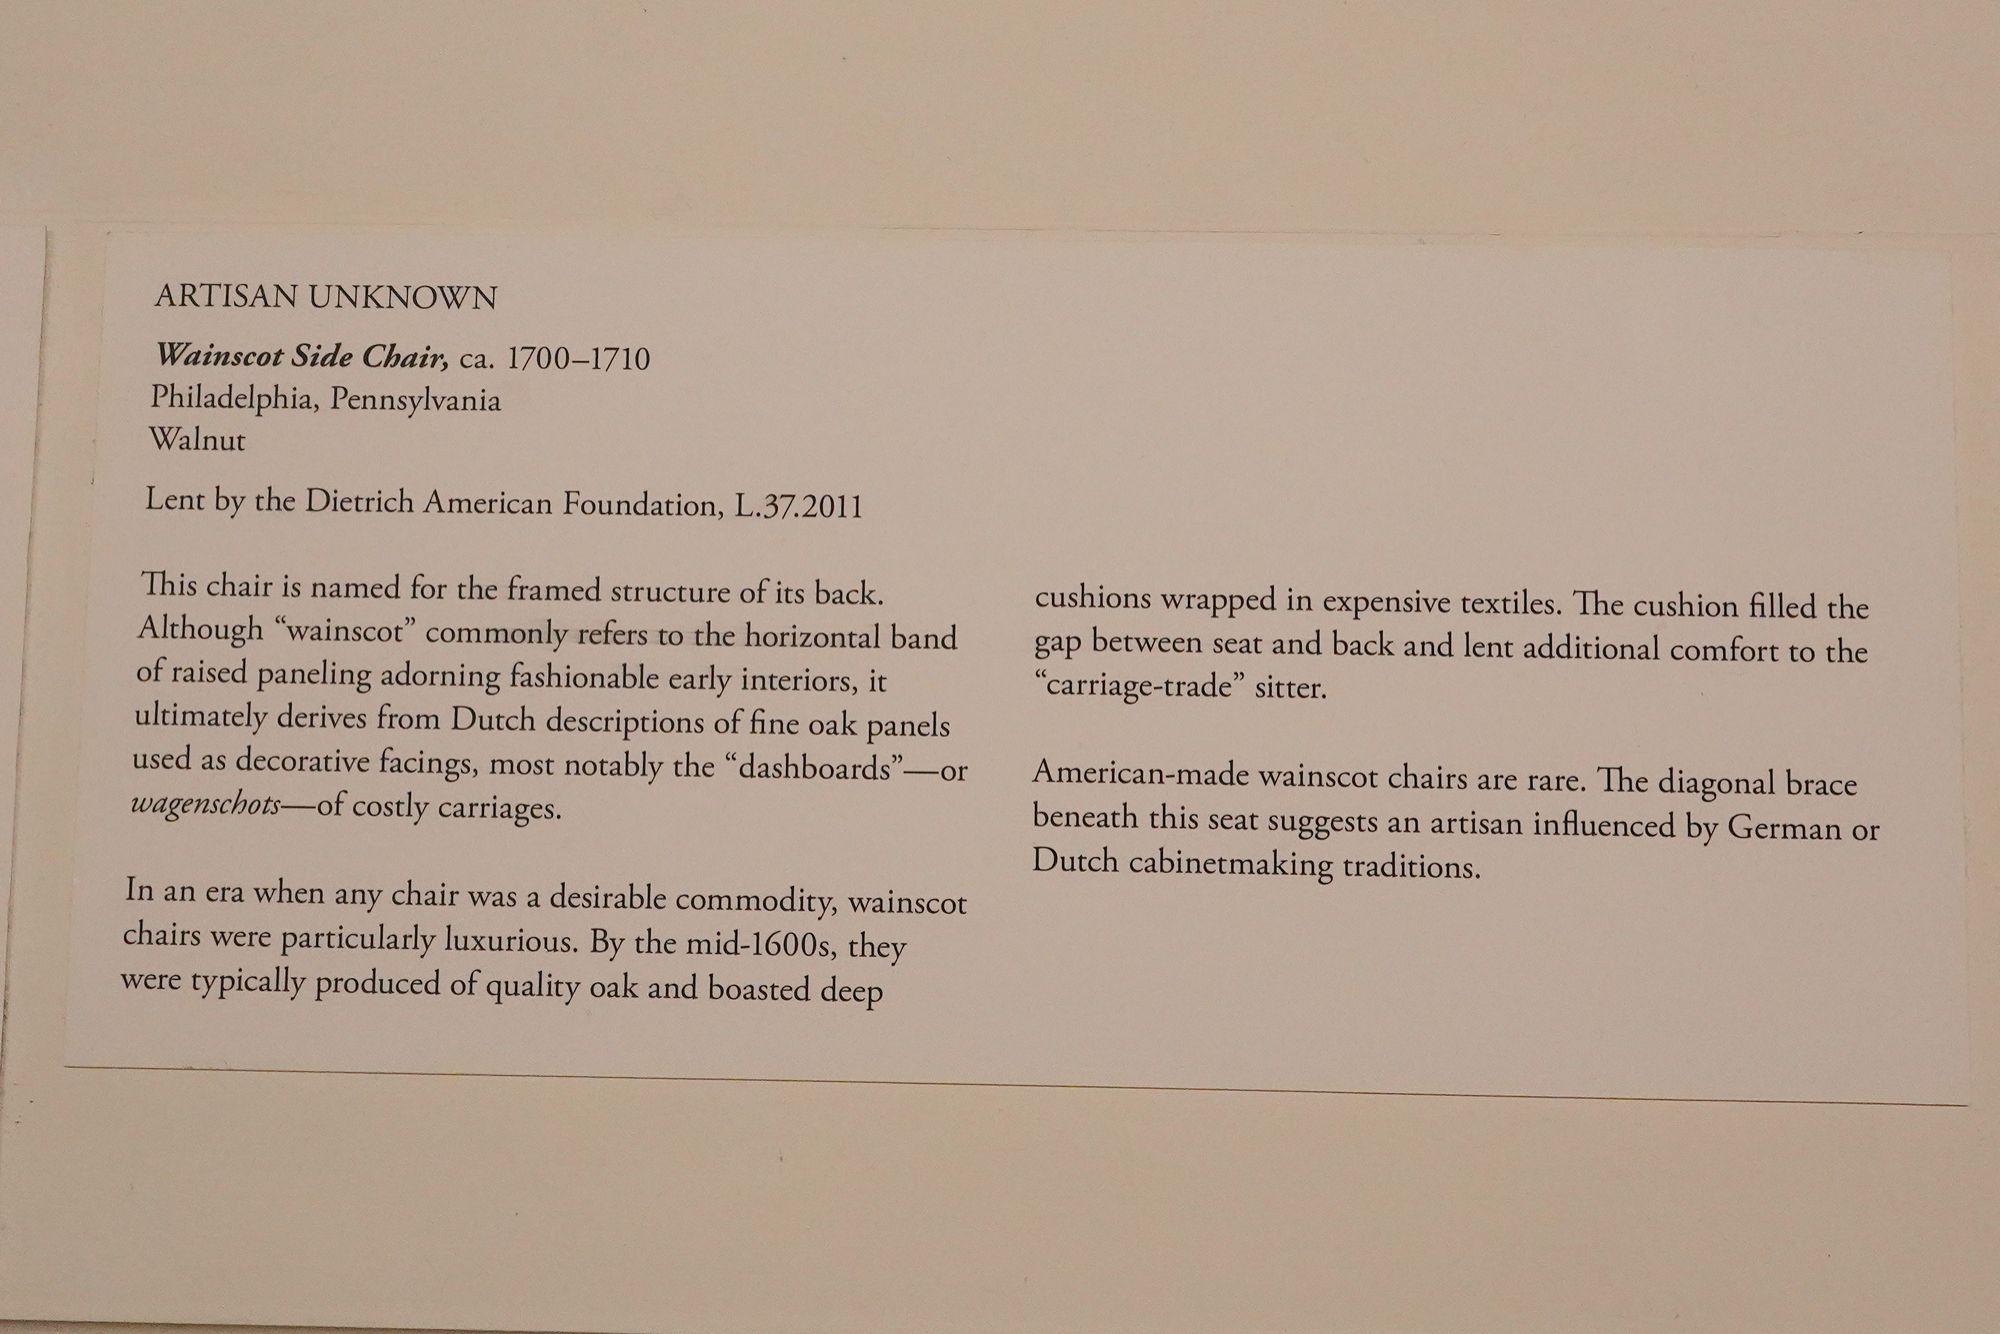 ARTISAN UNKNOWN
Wainscot Side Chair, ca. 1700–1710
Philadelphia, Pennsylvania
Walnut
Lent by the Dietrich American Foundation, L.37.2011
This chair is named for the framed structure of its back.
Although “wainscot” commonly refers to the horizontal band
of raised paneling adorning fashionable early interiors, it
ultimately derives from Dutch descriptions of fine oak panels
used as decorative facings, most notably the “dashboards”—or
wagenschots—of costly carriages.
In an era when any chair was a desirable commodity, wainscot
chairs were particularly luxurious. By the mid-1600s, they
were typically produced of quality oak and boasted deep
cushions wrapped in expensive textiles. The cushion filled the
gap between seat and back and lent additional comfort to the
“carriage-trade” sitter.
American-made wainscot chairs are rare. The diagonal brace
beneath this seat suggests an artisan influenced by German or
Dutch cabinetmaking traditions.